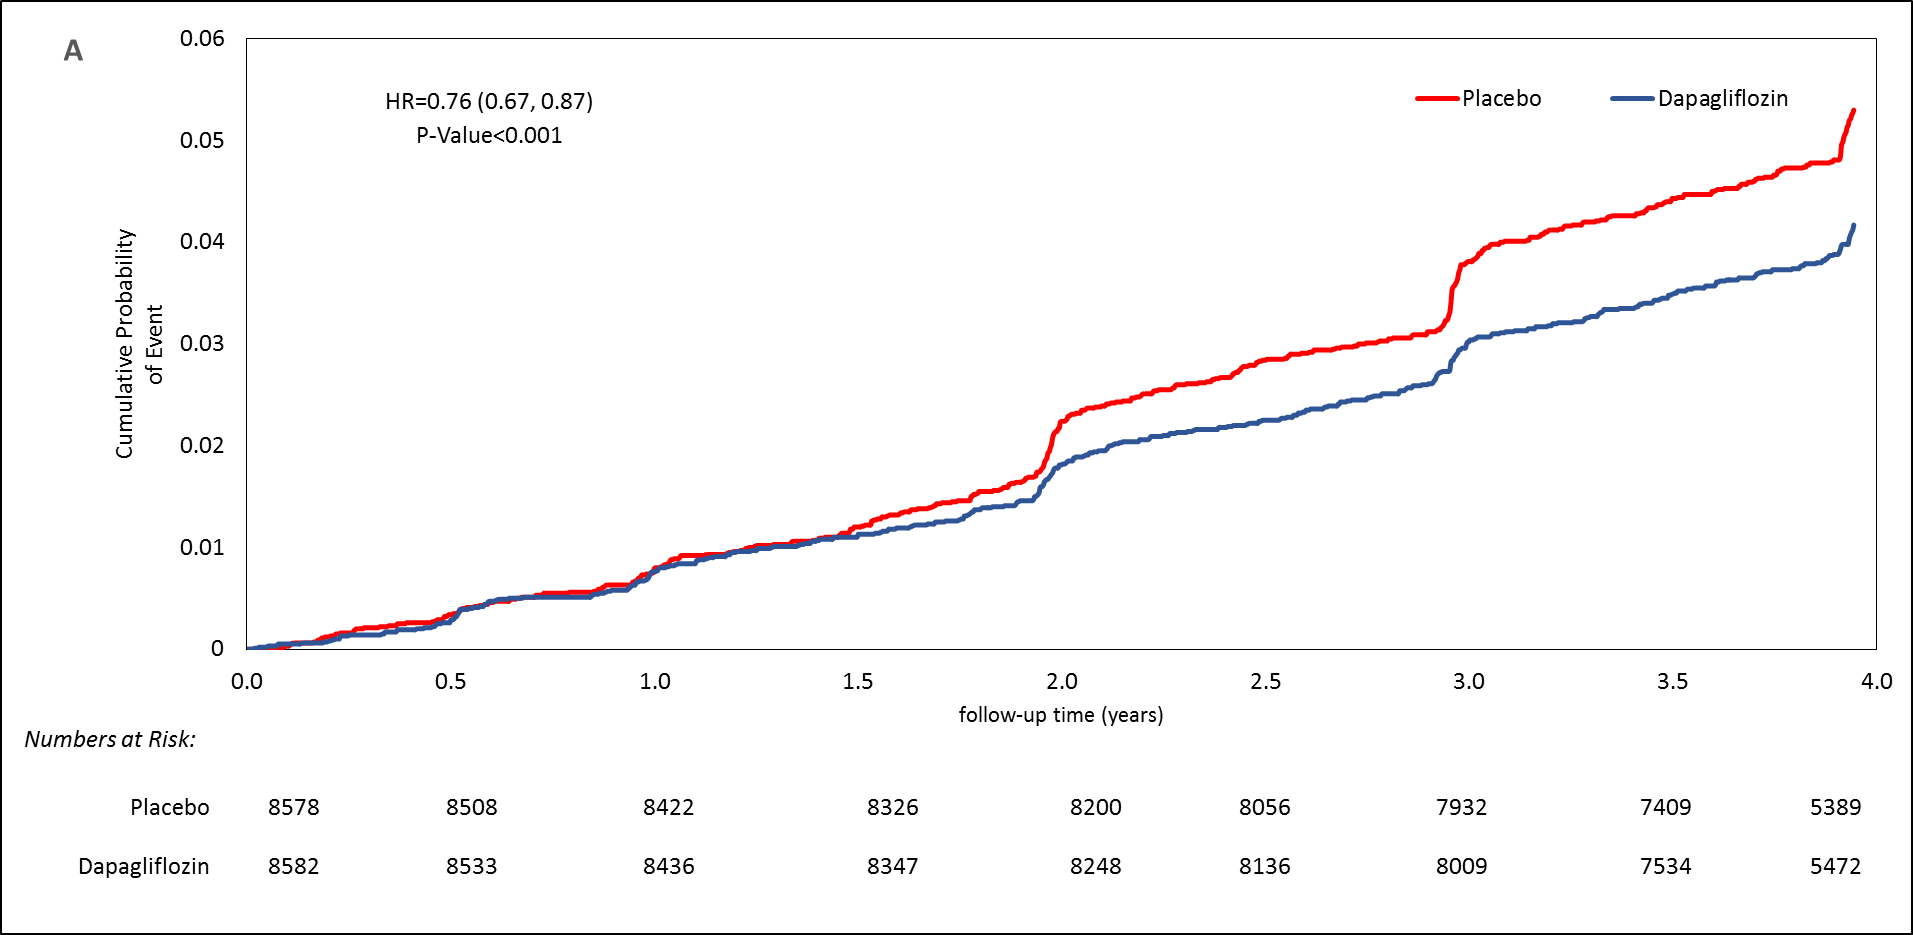 A
HR=0.76 (0.67, 0.87)
P-Value<0.001
Placebo
Dapagliflozin
Cumulative Probability
of Event
0.06
0.05
0.04
0.03
0.02
0.01
0
0.0 0.5 1.0 1.5 2.0 2.5 3.0 3.5 4.0
follow-up time (years)
Numbers at Risk:
Placebo 8578 8508 8422 8326 8200 8056 7932 7409 5389
Dapagliflozin 8582 8533 8436 8347 8248 8136 8009 7534 5472